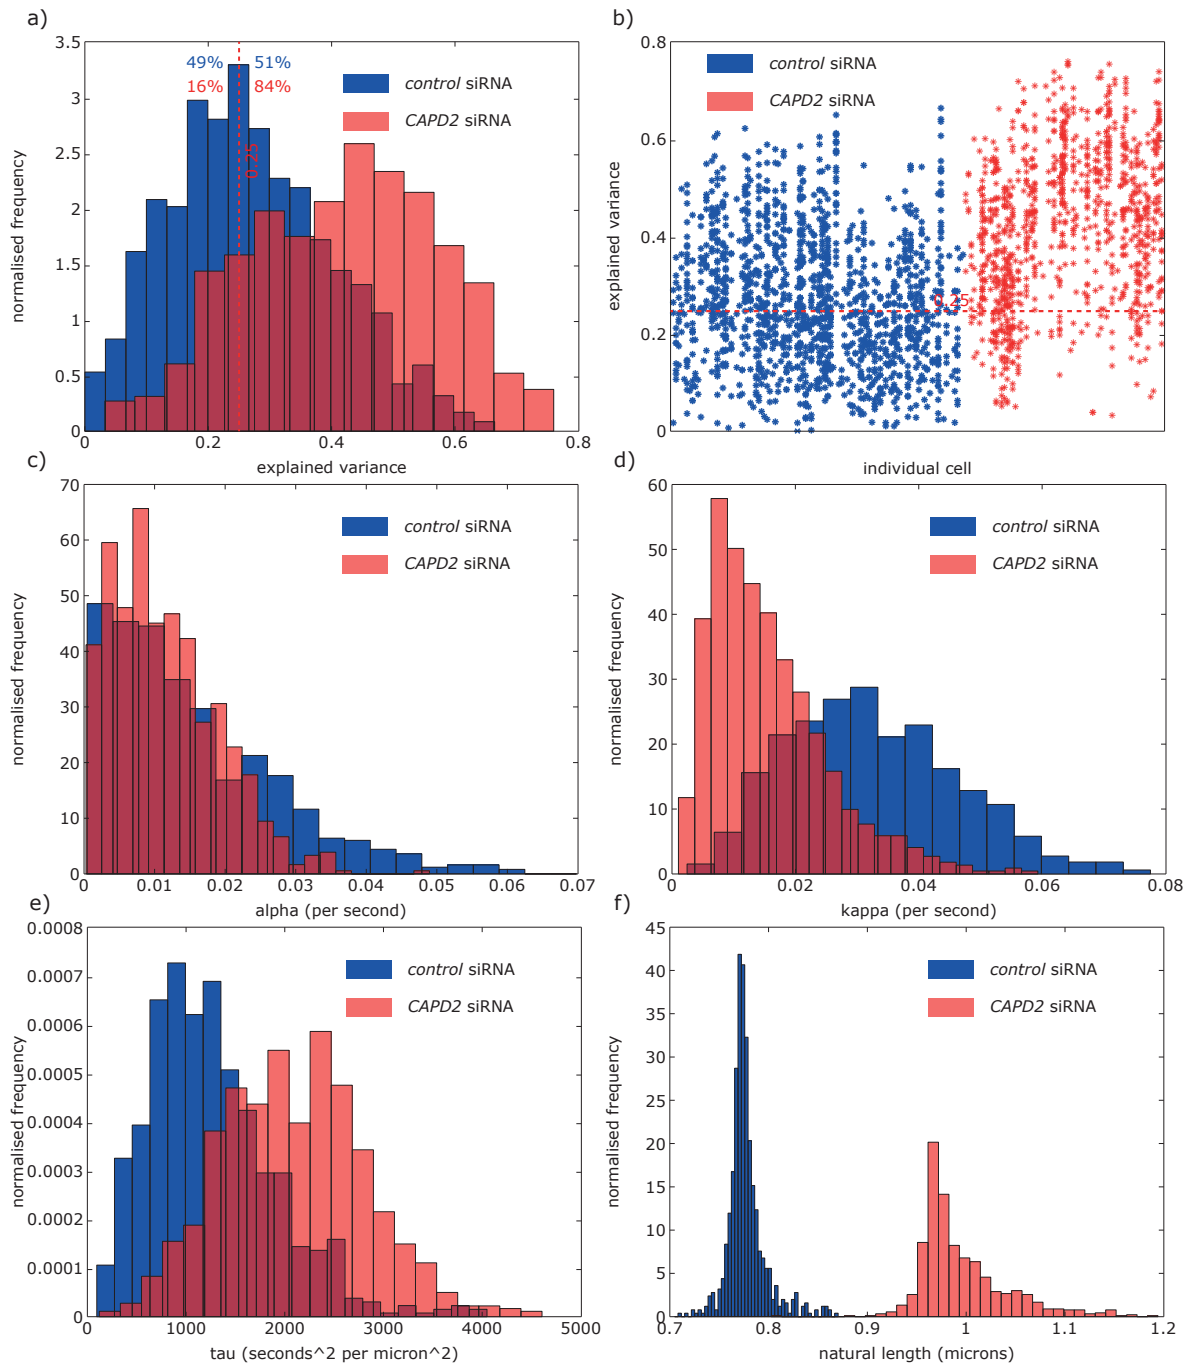 a)
3.5
3
2.5
2
1.5
1
0.5
0
normalised frequency
49% 51%
16% 84%
0.25
control siRNA
CAPD2 siRNA
0.2 0.4 0.6 0.8
explained variance
b)
0.8
0.6
0.4
0.2
0
explained variance
control siRNA
CAPD2 siRNA
0.25
individual cell
c)
70
60
50
40
30
20
10
0
normalised frequency
control siRNA
CAPD2 siRNA
0 0.01 0.02 0.03 0.04 0.05 0.06 0.07
alpha (per second)
d)
60
50
40
30
20
10
0
normalised frequency
control siRNA
CAPD2 siRNA
0 0.02 0.04 0.06 0.08
kappa (per second)
e)
0.0008
0.0007
0.0006
0.0005
0.0004
0.0003
0.0002
0.0001
0
normalised frequency
control siRNA
CAPD2 siRNA
0 1000 2000 3000 4000 5000
tau (seconds^2 per micron^2)
f)
45
40
35
30
25
20
15
10
5
0
normalised frequency
control siRNA
CAPD2 siRNA
0.7 0.8 0.9 1 1.1 1.2
natural length (microns)